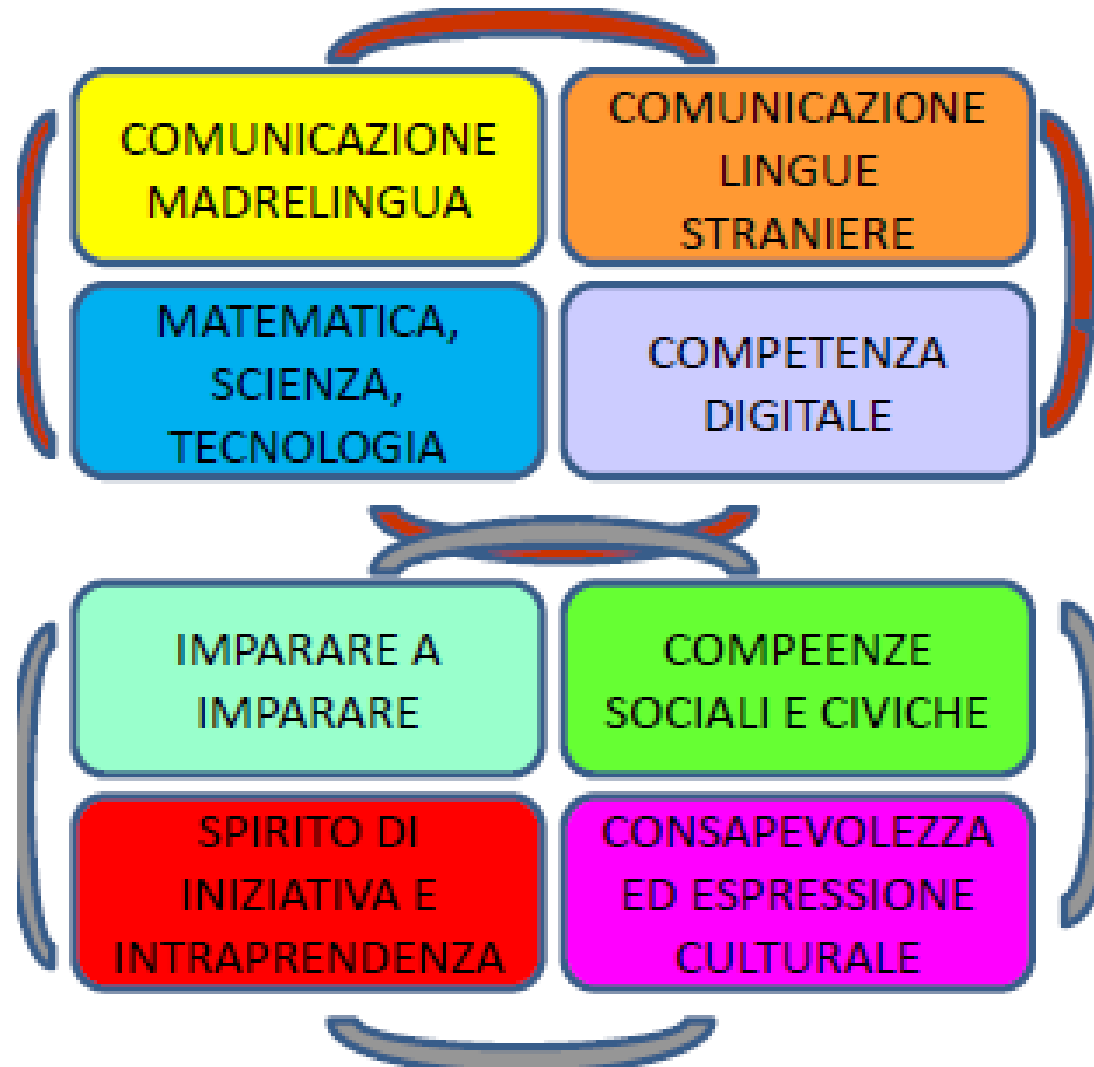 COMUNICAZIONE
MADRELINGUA
COMUNICAZIONE
LINGUE
STRANIERE
MATEMATICA,
SCIENZA,
TECNOLOGIA
COMPETENZA
DIGITALE
IMPARARE A
IMPARARE
COMPEENZE
SOCIALI E CIVICHE
SPIRITO DI
INIZIATIVA E
INTRAPRENDENZA
CONSAPEVOLEZZA
ED ESPRESSIONE
CULTURALE